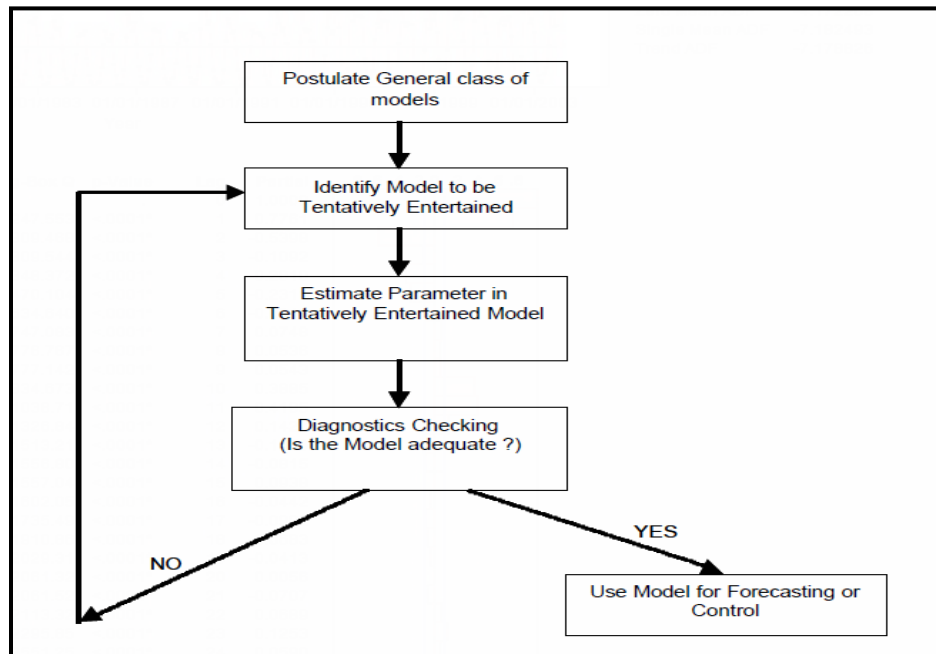 Postulate General class of
models
Identify Model to be
Tentatively Entertained
Estimate Parameter in
Tentatively Entertained Model
Diagnostics Checking
(Is the Model adequate ?)
NO
YES
Use Model for Forecasting or
Control